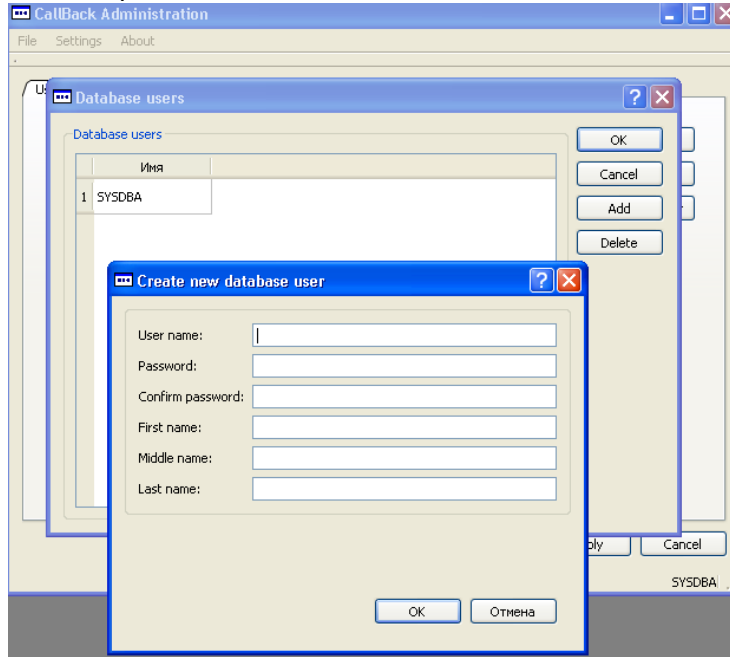 CallBack Administration
File Settings About
Database users
Database users
Имя
1 SYSDBA
OK
Cancel
Add
Delete
Create new database user
User name:
Password:
Confirm password:
First name:
Middle name:
Last name:
OK Отмена
Cancel
SYSDBA